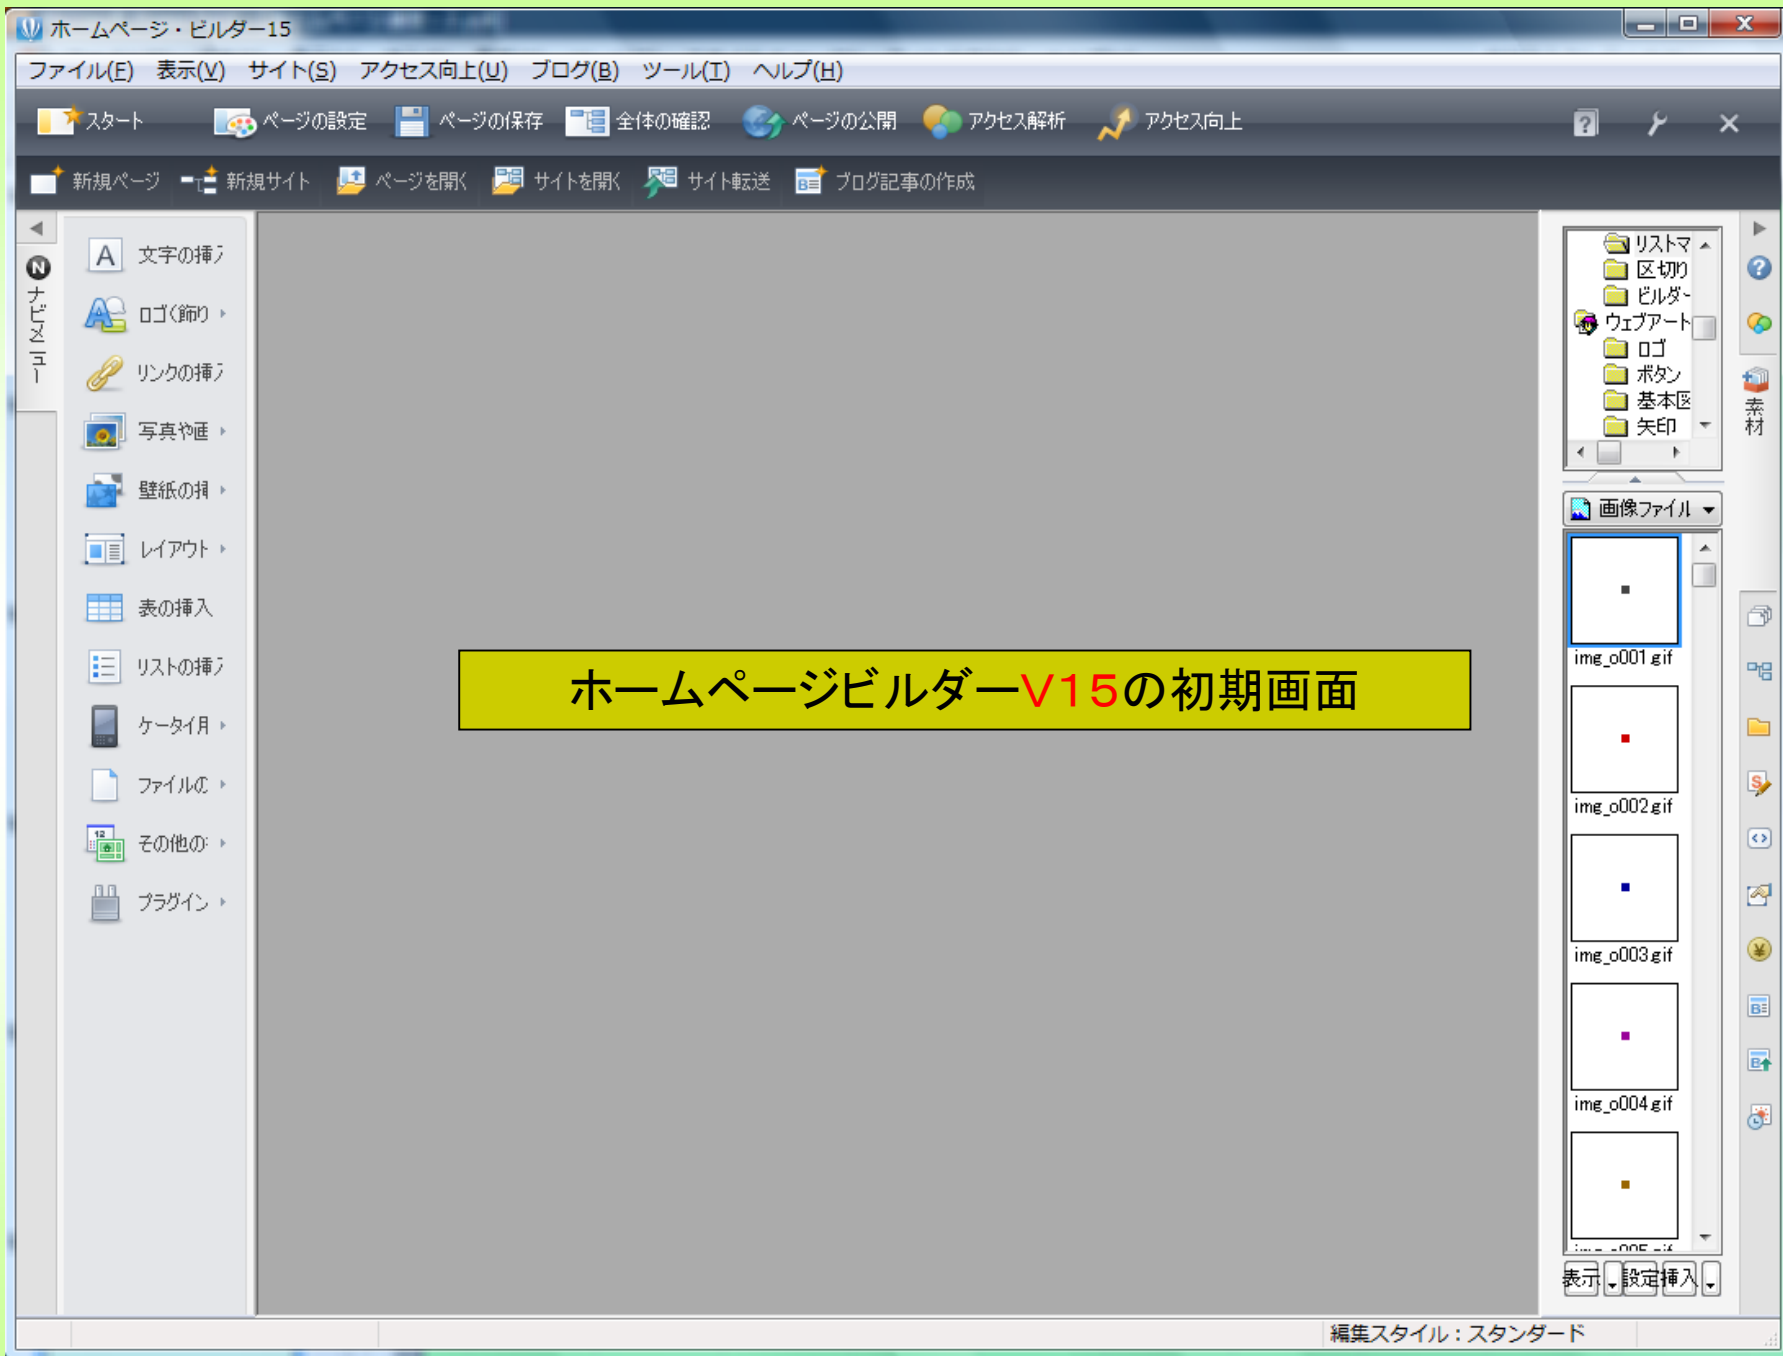 ホームページ・ビルダー15
ファイル(F) 表示(V) サイト(S) アクセス向上(U) ブログ(B) ツール(T) ヘルプ(H)
スタート ページの設定 ページの保存 全体の確認 ページの公開 アクセス解析 アクセス向上
新規ページ 新規サイト ページを開く サイトを開く サイト転送 ブログ記事の作成
ナビメニュー
文字の挿
ロゴ(飾り
リンクの挿
写真や画
壁紙の挿
レイアウト
表の挿入
リストの挿
ケータイ用
ファイルの
その他の
プラグイン
ホームページビルダーV15の初期画面
リストマ
区切り
ビルダー
ウェブアート
ロゴ
ボタン
基本図
矢印
素材
画像ファイル
img_o001.gif
img_o002.gif
img_o003.gif
img_o004.gif
img_o005.gif
表示 設定 挿入
編集スタイル：スタンダード